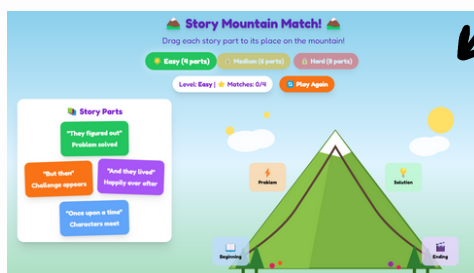 Story Mountain Match!
Drag each story part to its place on the mountain!
Easy (4 parts)
Medium (6 parts)
Hard (8 parts)
Level: Easy | ⭐ Matches: 0/4
Play Again
Story Parts
"They figured out"
Problem solved
"But then"
Challenge appears
"And they lived"
Happily ever after
"Once upon a time"
Characters meet
Problem
Solution
Beginning
Ending